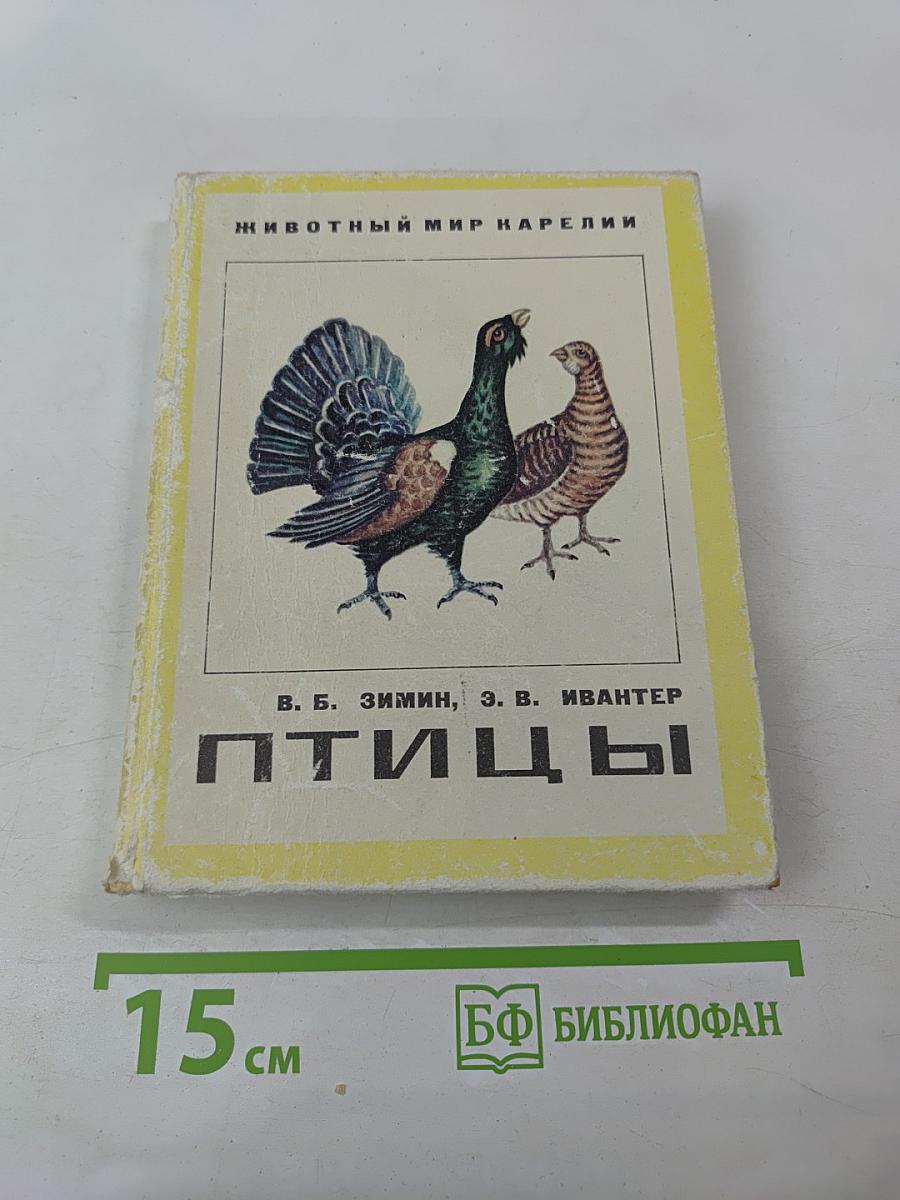 ЖИВОТНЫЙ МИР КАРЕЛИИ
В. Б. ЗИМИН, Э. В. ИВАНТЕР
ПТИЦЫ
15 см
БФ БИБЛИОФАН